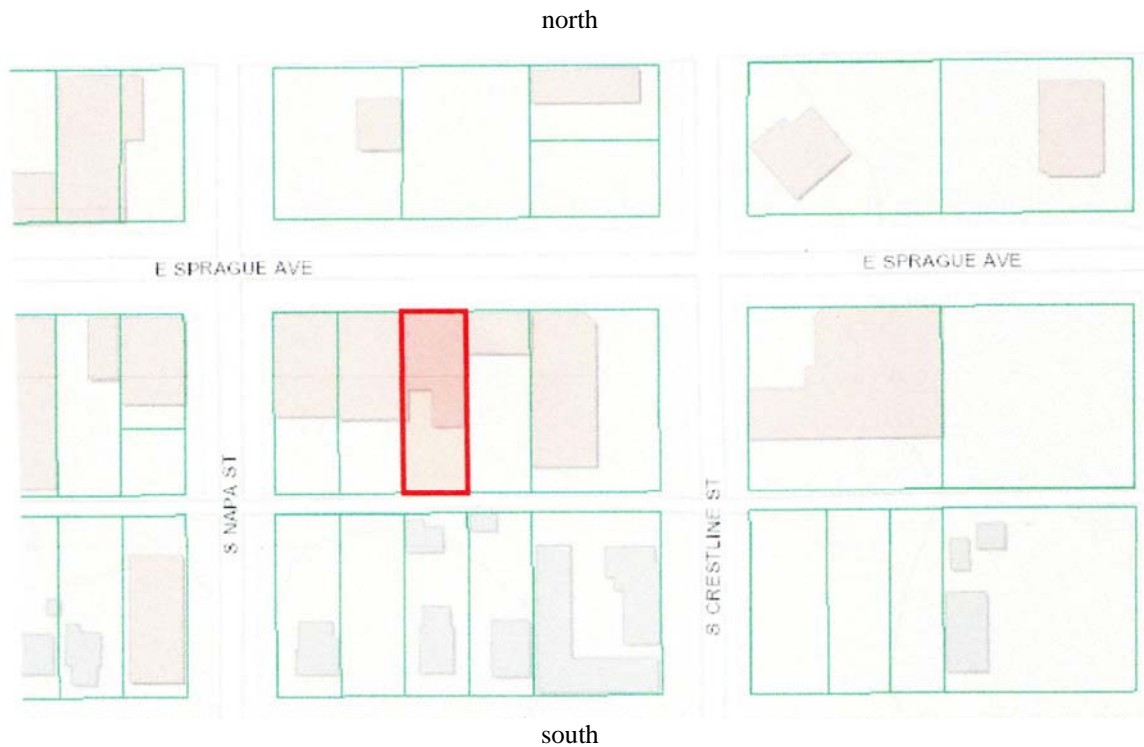 north
E SPRAGUE AVE
E SPRAGUE AVE
S NAPA ST
S CRESTLINE ST
south